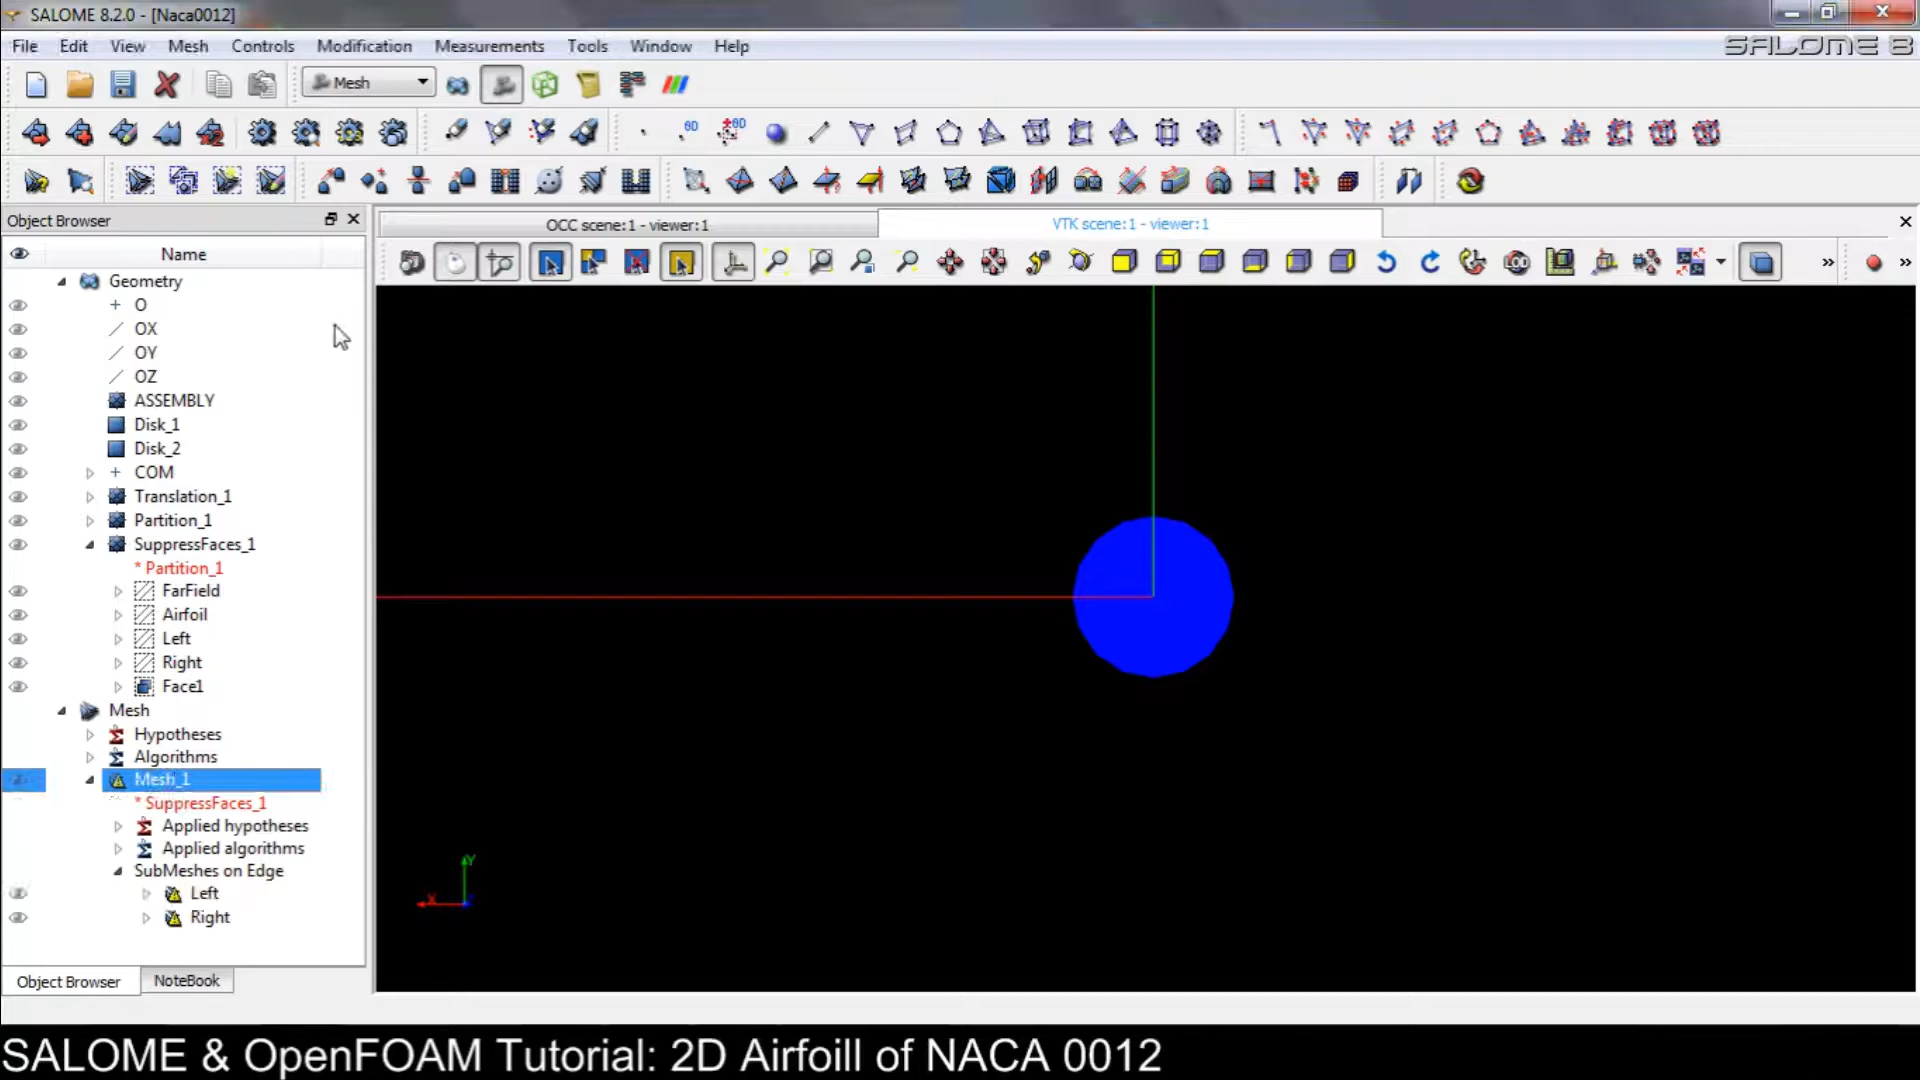 SALOME 8.2.0 - [Naca0012]
File Edit View Mesh Controls Modification Measurements Tools Window Help
SALOME 8
Mesh
0D 0D
Object Browser
OCC scene:1 - viewer:1
VTK scene:1 - viewer:1
Name
Geometry
O
OX
OY
OZ
ASSEMBLY
Disk_1
Disk_2
COM
Translation_1
Partition_1
SuppressFaces_1
* Partition_1
FarField
Airfoil
Left
Right
Face1
Mesh
Hypotheses
Algorithms
Mesh_1
* SuppressFaces_1
Applied hypotheses
Applied algorithms
SubMeshes on Edge
Left
Right
Y
X
Object Browser
NoteBook
SALOME & OpenFOAM Tutorial: 2D Airfoill of NACA 0012